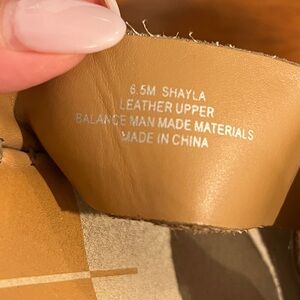 6.5M SHAYLA
LEATHER UPPER
BALANCE MAN MADE MATERIALS
MADE IN CHINA